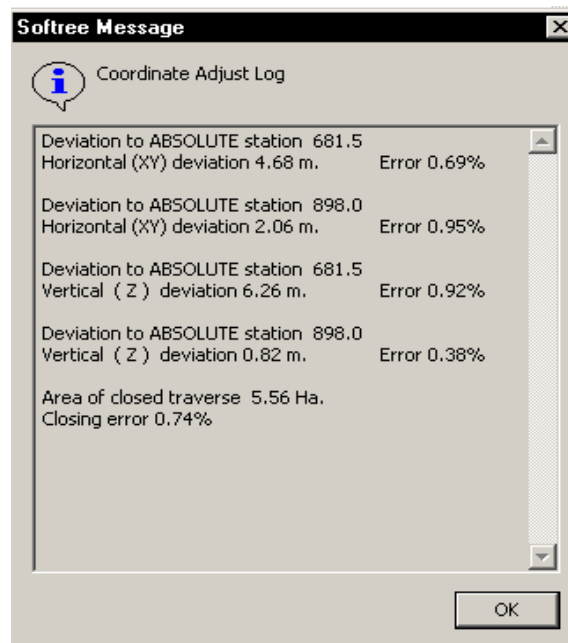 Softree Message
Coordinate Adjust Log
Deviation to ABSOLUTE station 681.5
Horizontal (XY) deviation 4.68 m. Error 0.69%
Deviation to ABSOLUTE station 898.0
Horizontal (XY) deviation 2.06 m. Error 0.95%
Deviation to ABSOLUTE station 681.5
Vertical ( Z ) deviation 6.26 m. Error 0.92%
Deviation to ABSOLUTE station 898.0
Vertical ( Z ) deviation 0.82 m. Error 0.38%
Area of closed traverse 5.56 Ha.
Closing error 0.74%
OK